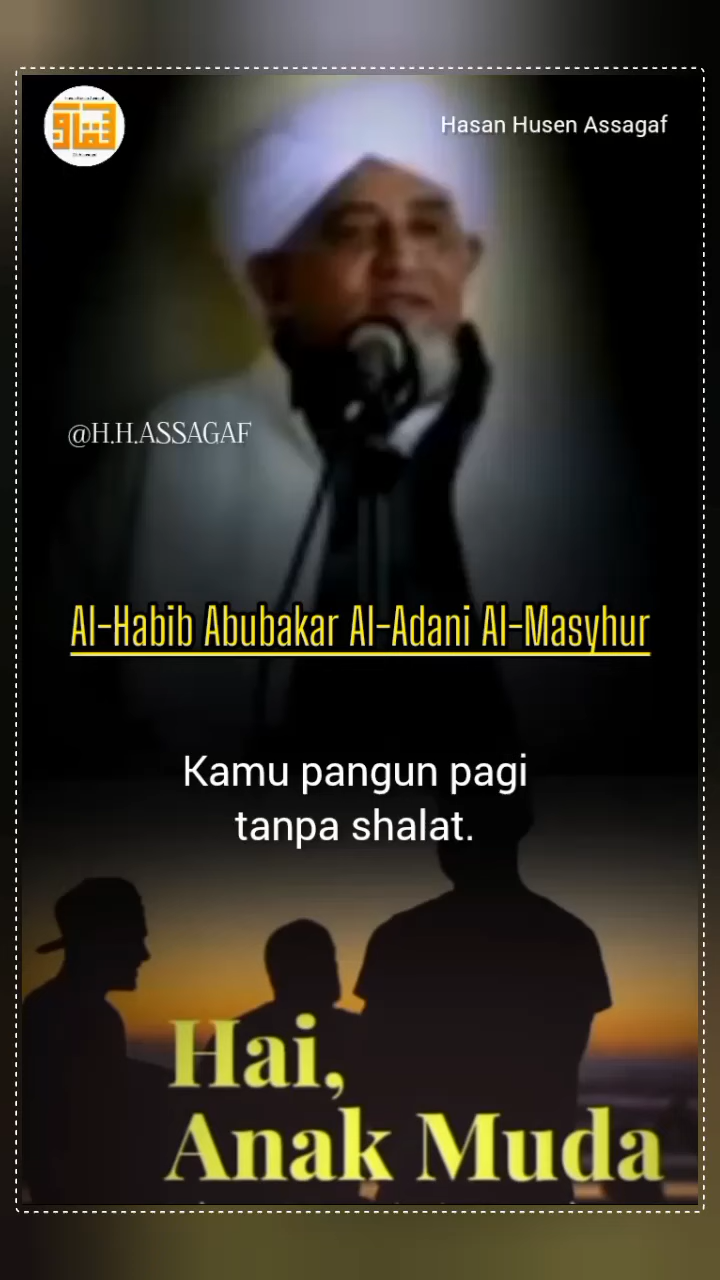 Hasan Husen Assagaf
@H.H.ASSAGAF
Al-Habib Abubakar Al-Adani Al-Masyhur
Kamu pangun pagi
tanpa shalat.
Hai,
Anak Muda